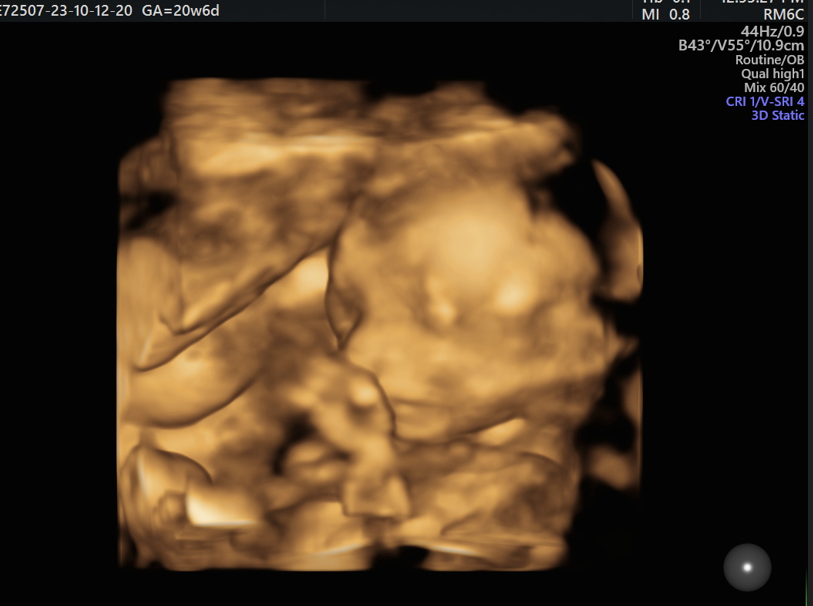 E72507-23-10-12-20 GA=20w6d
MI 0.8
RM6C
44Hz/0.9
B43°/V55°/10.9cm
Routine/OB
Qual high1
Mix 60/40
CRI 1/V-SRI 4
3D Static